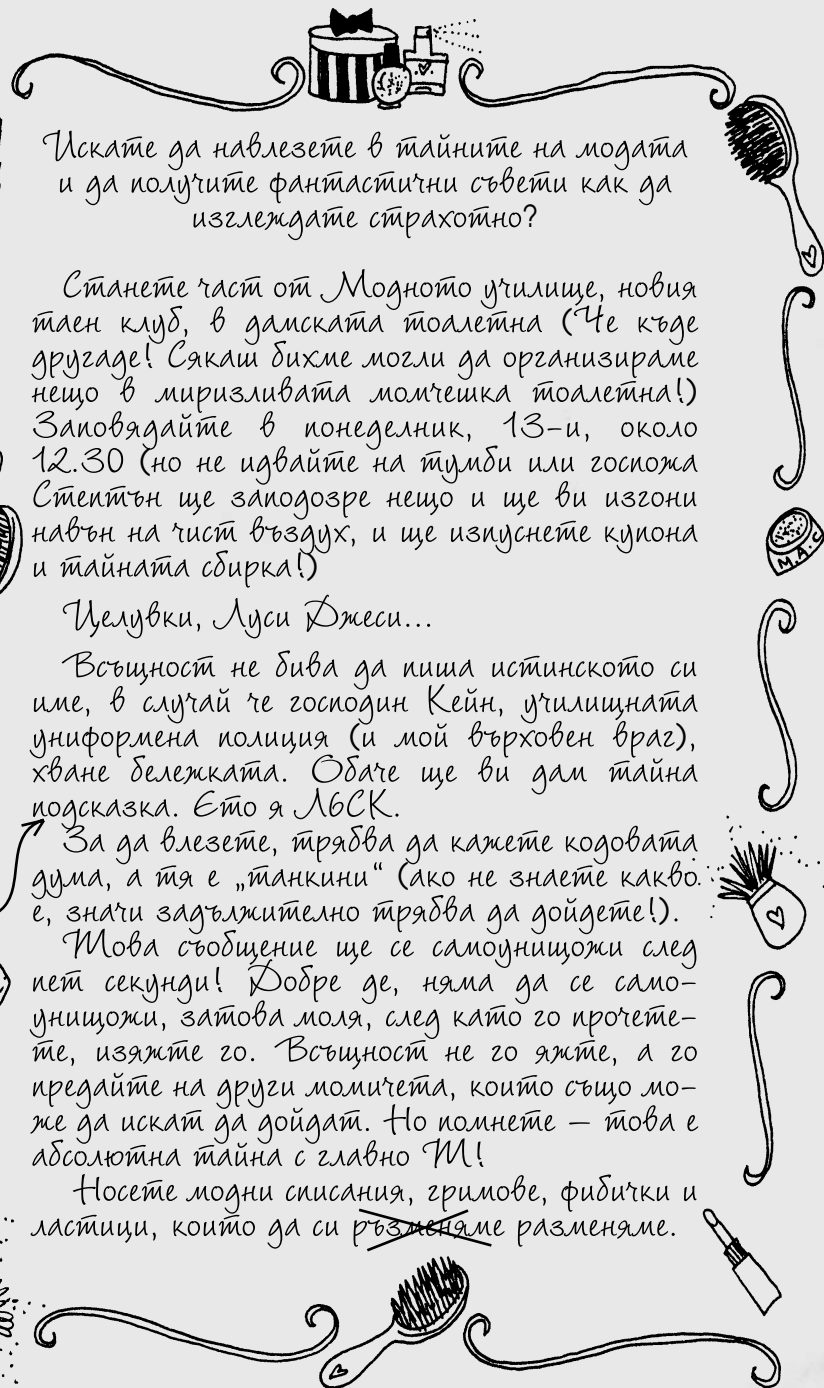 Искате да навлезете в тайните на модата
и да получите фантастични съвети как да
изглеждате страхотно?
Станете част от Модното училище, новия
таен клуб, в дамската тоалетна (Че къде
другаде! Сякаш бихме могли да организираме
нещо в миризливата момчешка тоалетна!)
Заповядайте в понеделник, 13-и, около
12.30 (но не идвайте на тумби или госпожа
Стептън ще заподозре нещо и ще ви изгони
навън на чист въздух, и ще изпуснете купона
и тайната сбирка!)
Целувки, Луси Джеси...
Всъщност не бива да пиша истинското си
име, в случай че господин Кейн, училищната
униформена полиция (и мой върховен враг),
хване бележката. Обаче ще ви дам тайна
подсказка. Ето я Л6СК.
За да влезете, трябва да кажете кодовата
дума, а тя е „танкини“ (ако не знаете какво
е, значи задължително трябва да дойдете!).
Това съобщение ще се самоунищожи след
пет секунди! Добре де, няма да се само-
унищожи, затова моля, след като го прочете-
те, изяжте го. Всъщност не го яжте, а го
предайте на други момичета, които също мо-
же да искат да дойдат. Но помнете – това е
абсолютна тайна с главно Т!
Носете модни списания, гримове, фибички и
ластици, които да си ръзменяме разменяме.
M.A.C